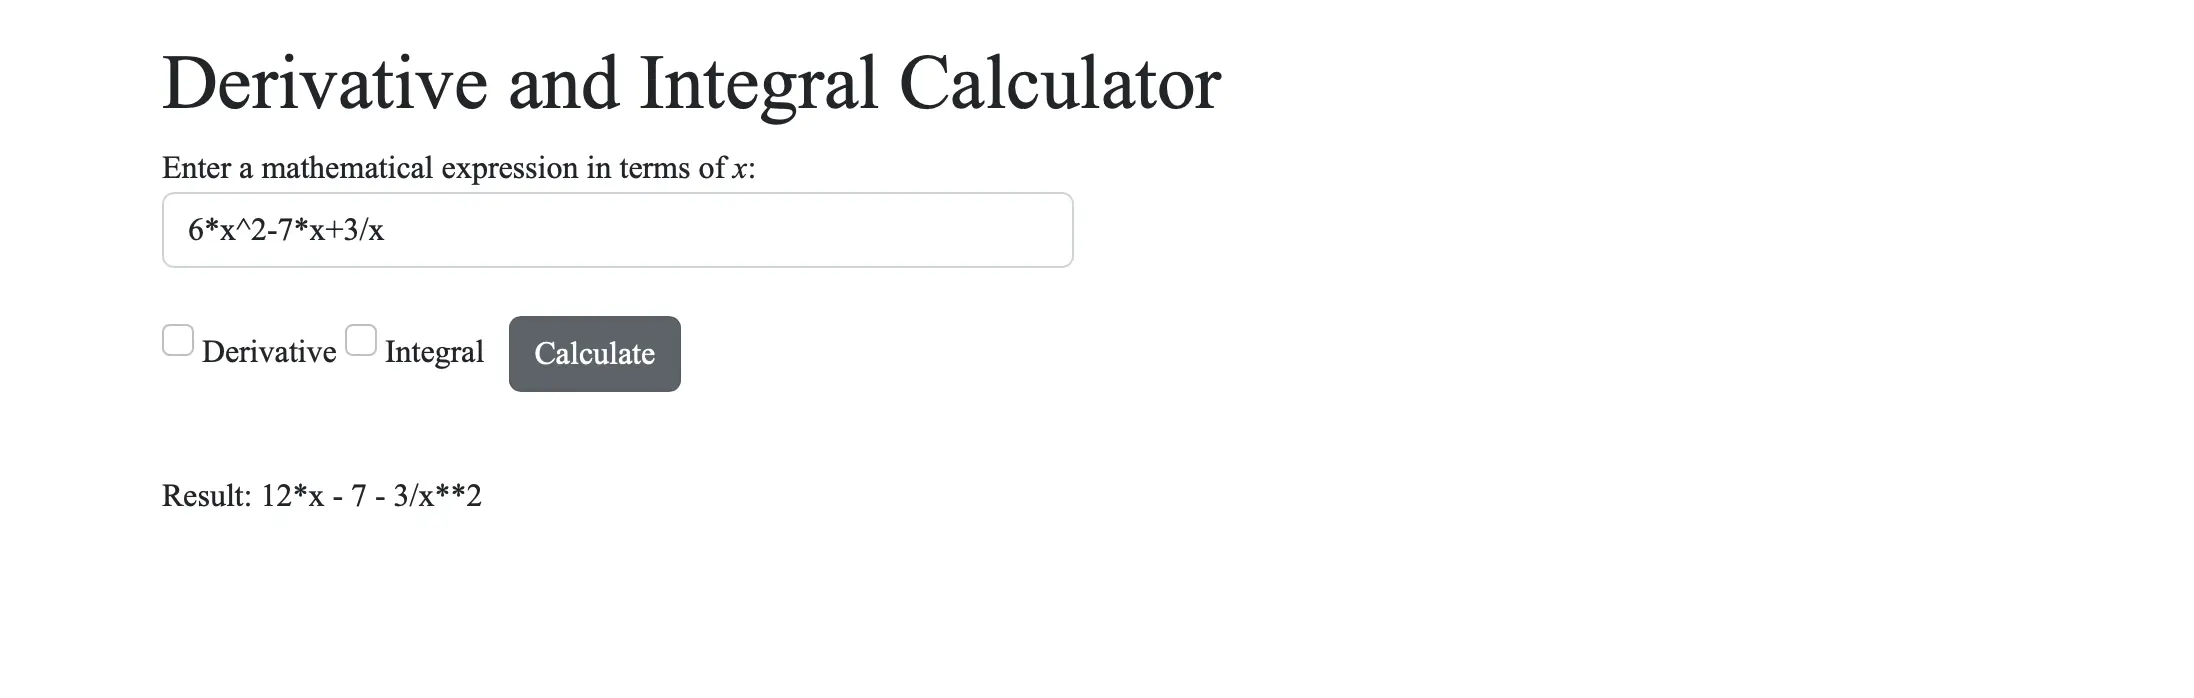 Derivative and Integral Calculator
Enter a mathematical expression in terms of x:
6*x^2-7*x+3/x
Derivative Integral Calculate
Result: 12*x - 7 - 3/x**2